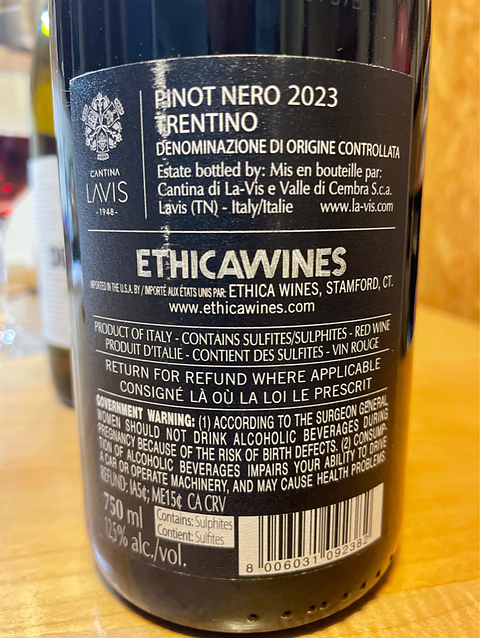 PINOT NERO 2023
TRENTINO
DENOMINAZIONE DI ORIGINE CONTROLLATA
Estate bottled by: Mis en bouteille par:
Cantina di La-Vis e Valle di Cembra S.c.a.
Lavis (TN) - Italy/Italie www.la-vis.com
CANTINA
LAVIS
-1948-
ETHICAWINES
IMPORTED IN THE U.S.A. BY / IMPORTÉ AUX ÉTATS UNIS PAR: ETHICA WINES, STAMFORD, CT.
www.ethicawines.com
PRODUCT OF ITALY - CONTAINS SULFITES/SULPHITES - RED WINE
PRODUIT D'ITALIE - CONTIENT DES SULFITES - VIN ROUGE
RETURN FOR REFUND WHERE APPLICABLE
CONSIGNÉ LÀ OÙ LA LOI LE PRESCRIT
GOVERNMENT WARNING: (1) ACCORDING TO THE SURGEON GENERAL,
WOMEN SHOULD NOT DRINK ALCOHOLIC BEVERAGES DURING
PREGNANCY BECAUSE OF THE RISK OF BIRTH DEFECTS. (2) CONSUMP-
TION OF ALCOHOLIC BEVERAGES IMPAIRS YOUR ABILITY TO DRIVE
A CAR OR OPERATE MACHINERY, AND MAY CAUSE HEALTH PROBLEMS.
REFUND: IA5¢; ME15¢ CA CRV
750 ml
12.5% alc./vol.
Contains: Sulphites
Contient: Sulfites
8 006031 092382